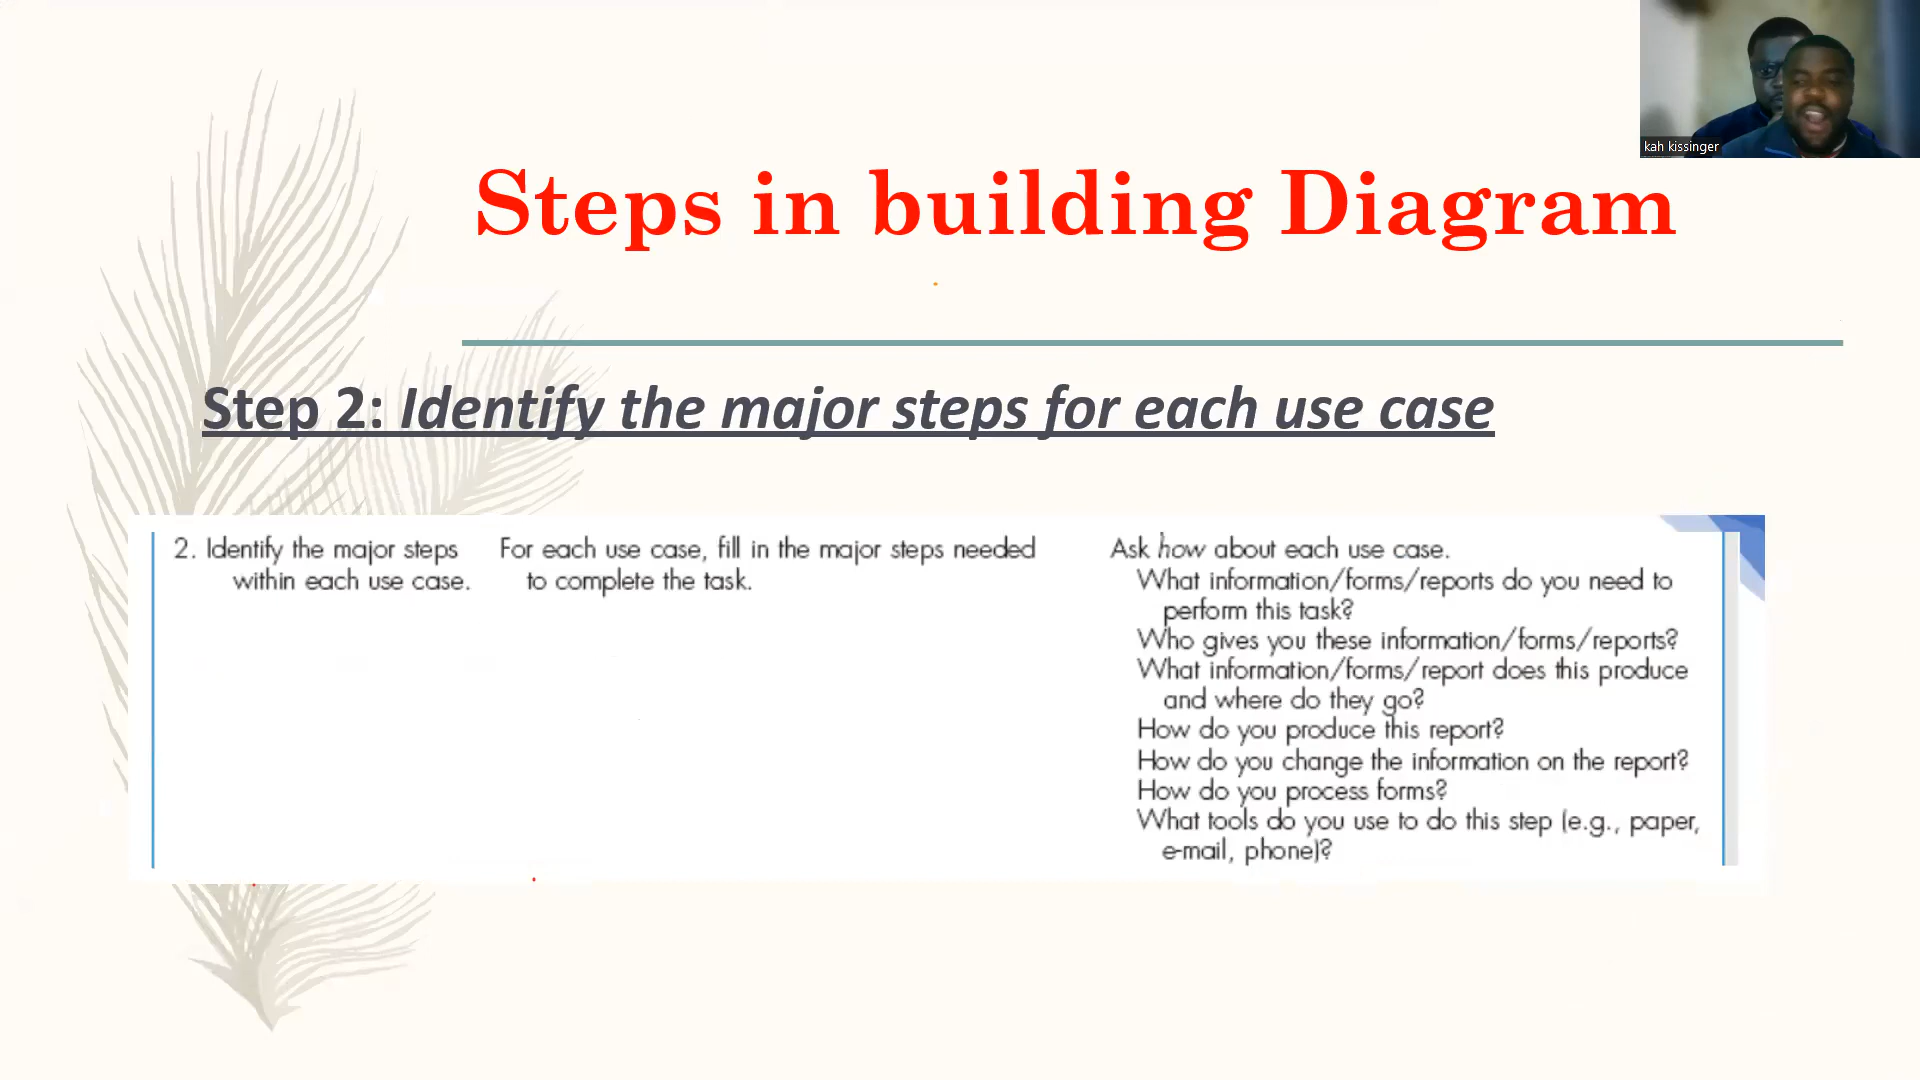 kah kissinger
Steps in building Diagram
Step 2: Identify the major steps for each use case
2. Identify the major steps
within each use case.
For each use case, fill in the major steps needed
to complete the task.
Ask how about each use case.
What information/forms/reports do you need to
perform this task?
Who gives you these information/forms/reports?
What information/forms/report does this produce
and where do they go?
How do you produce this report?
How do you change the information on the report?
How do you process forms?
What tools do you use to do this step (e.g., paper,
e-mail, phone)?